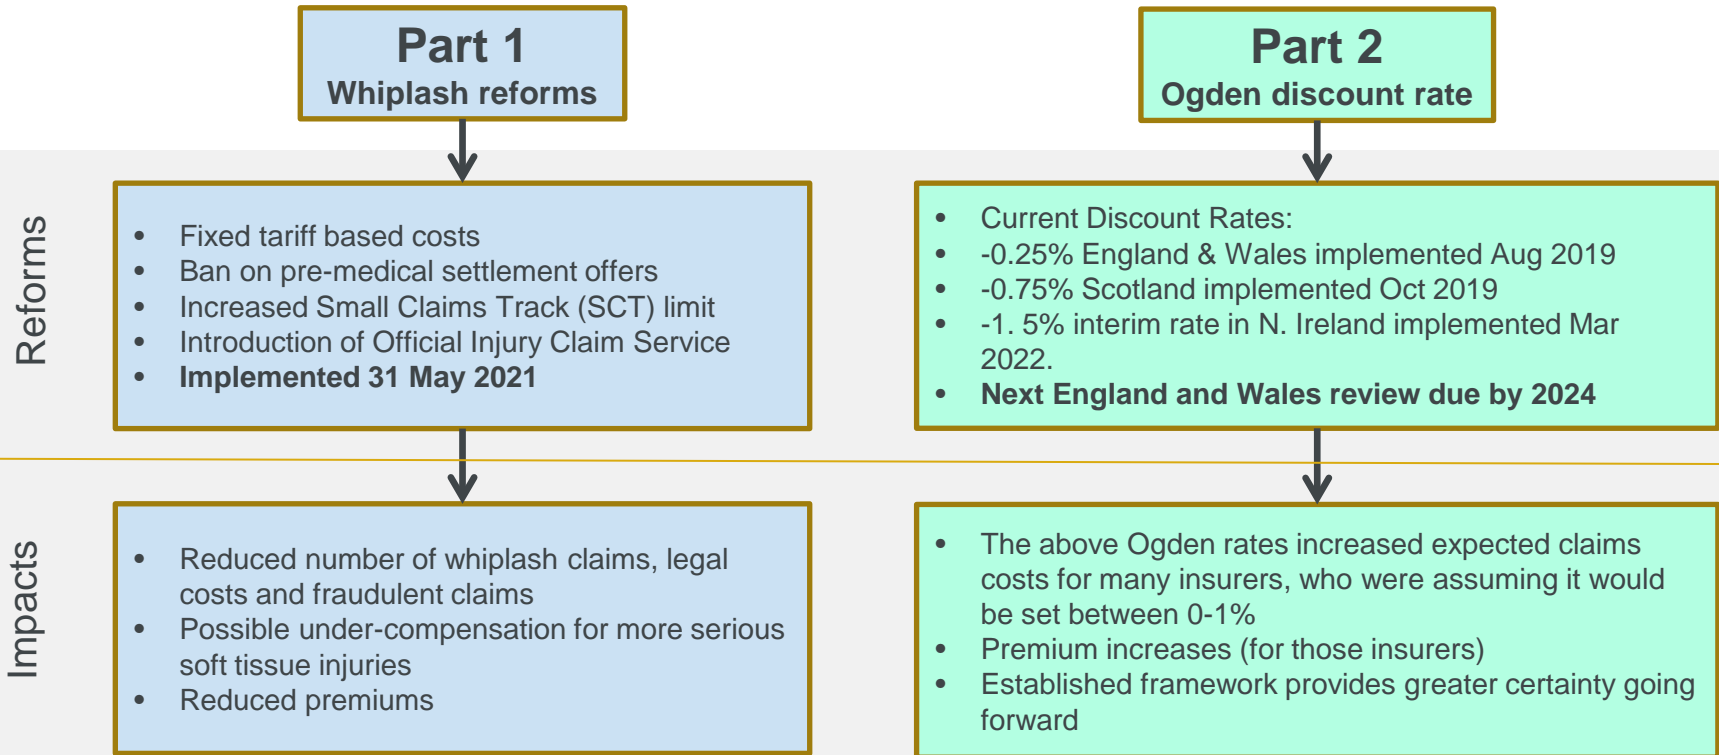 Part 1
Whiplash reforms
Part 2
Ogden discount rate
Reforms
• Fixed tariff based costs
• Ban on pre-medical settlement offers
• Increased Small Claims Track (SCT) limit
• Introduction of Official Injury Claim Service
• Implemented 31 May 2021
• Current Discount Rates:
• -0.25% England & Wales implemented Aug 2019
• -0.75% Scotland implemented Oct 2019
• -1. 5% interim rate in N. Ireland implemented Mar
2022.
• Next England and Wales review due by 2024
Impacts
• Reduced number of whiplash claims, legal
costs and fraudulent claims
• Possible under-compensation for more serious
soft tissue injuries
• Reduced premiums
• The above Ogden rates increased expected claims
costs for many insurers, who were assuming it would
be set between 0-1%
• Premium increases (for those insurers)
• Established framework provides greater certainty going
forward